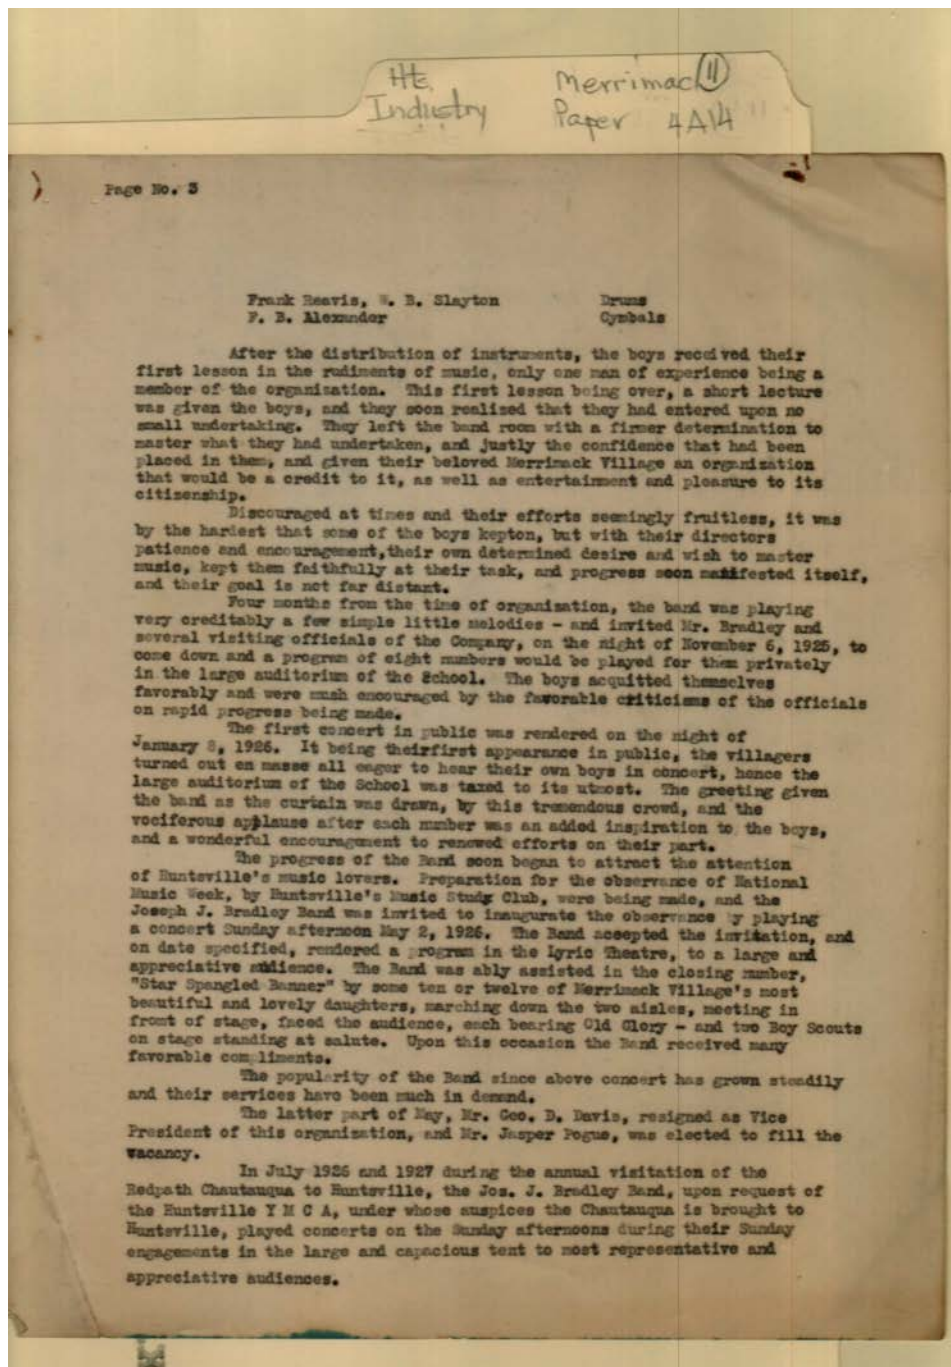 Hts Merrimack 11
Industry Paper 4A14
Page No. 3
Frank Reavis, W. B. Slayton Drums
F. B. Alexander Cymbals
After the distribution of instruments, the boys received their
first lesson in the rudiments of music, only one man of experience being a
member of the organization. This first lesson being over, a short lecture
was given the boys, and they soon realized that they had entered upon no
small undertaking. They left the band room with a firmer determination to
master what they had undertaken, and justly the confidence that had been
placed in them, and given their beloved Merrimack Village an organization
that would be a credit to it, as well as entertainment and pleasure to its
citizenship.
Discouraged at times and their efforts seemingly fruitless, it was
by the hardest that some of the boys kepton, but with their directors
patience and encouragement,their own determined desire and wish to master
music, kept them faithfully at their task, and progress soon manifested itself,
and their goal is not far distant.
Four months from the time of organization, the band was playing
very creditably a few simple little melodies - and invited Mr. Bradley and
several visiting officials of the Company, on the night of November 6, 1925, to
come down and a program of eight numbers would be played for them privately
in the large auditorium of the School. The boys acquitted themselves
favorably and were mush encouraged by the favorable criticisms of the officials
on rapid progress being made.
The first concert in public was rendered on the night of
January 8, 1926. It being theirfirst appearance in public, the villagers
turned out en masse all eager to hear their own boys in concert, hence the
large auditorium of the School was taxed to its utmost. The greeting given
the band as the curtain was drawn, by this tremendous crowd, and the
vociferous applause after each number was an added inspiration to the boys,
and a wonderful encouragement to renewed efforts on their part.
The progress of the Band soon began to attract the attention
of Huntsville's music lovers. Preparation for the observance of National
Music Week, by Huntsville's Music Study Club, were being made, and the
Joseph J. Bradley Band was invited to inaugurate the observance by playing
a concert Sunday afternoon May 2, 1926. The Band accepted the invitation, and
on date specified, rendered a program in the Lyric Theatre, to a large and
appreciative audience. The Band was ably assisted in the closing number,
"Star Spangled Banner" by some ten or twelve of Merrimack Village's most
beautiful and lovely daughters, marching down the two aisles, meeting in
front of stage, faced the audience, each bearing Old Glory - and two Boy Scouts
on stage standing at salute. Upon this occasion the Band received many
favorable compliments.
The popularity of the Band since above concert has grown steadily
and their services have been much in demand.
The latter part of May, Mr. Geo. D. Davis, resigned as Vice
President of this organization, and Mr. Jasper Pogue, was elected to fill the
vacancy.
In July 1926 and 1927 during the annual visitation of the
Redpath Chautauqua to Huntsville, the Jos. J. Bradley Band, upon request of
the Huntsville Y M C A, under whose auspices the Chautauqua is brought to
Huntsville, played concerts on the Sunday afternoons during their Sunday
engagements in the large and capacious tent to most representative and
appreciative audiences.